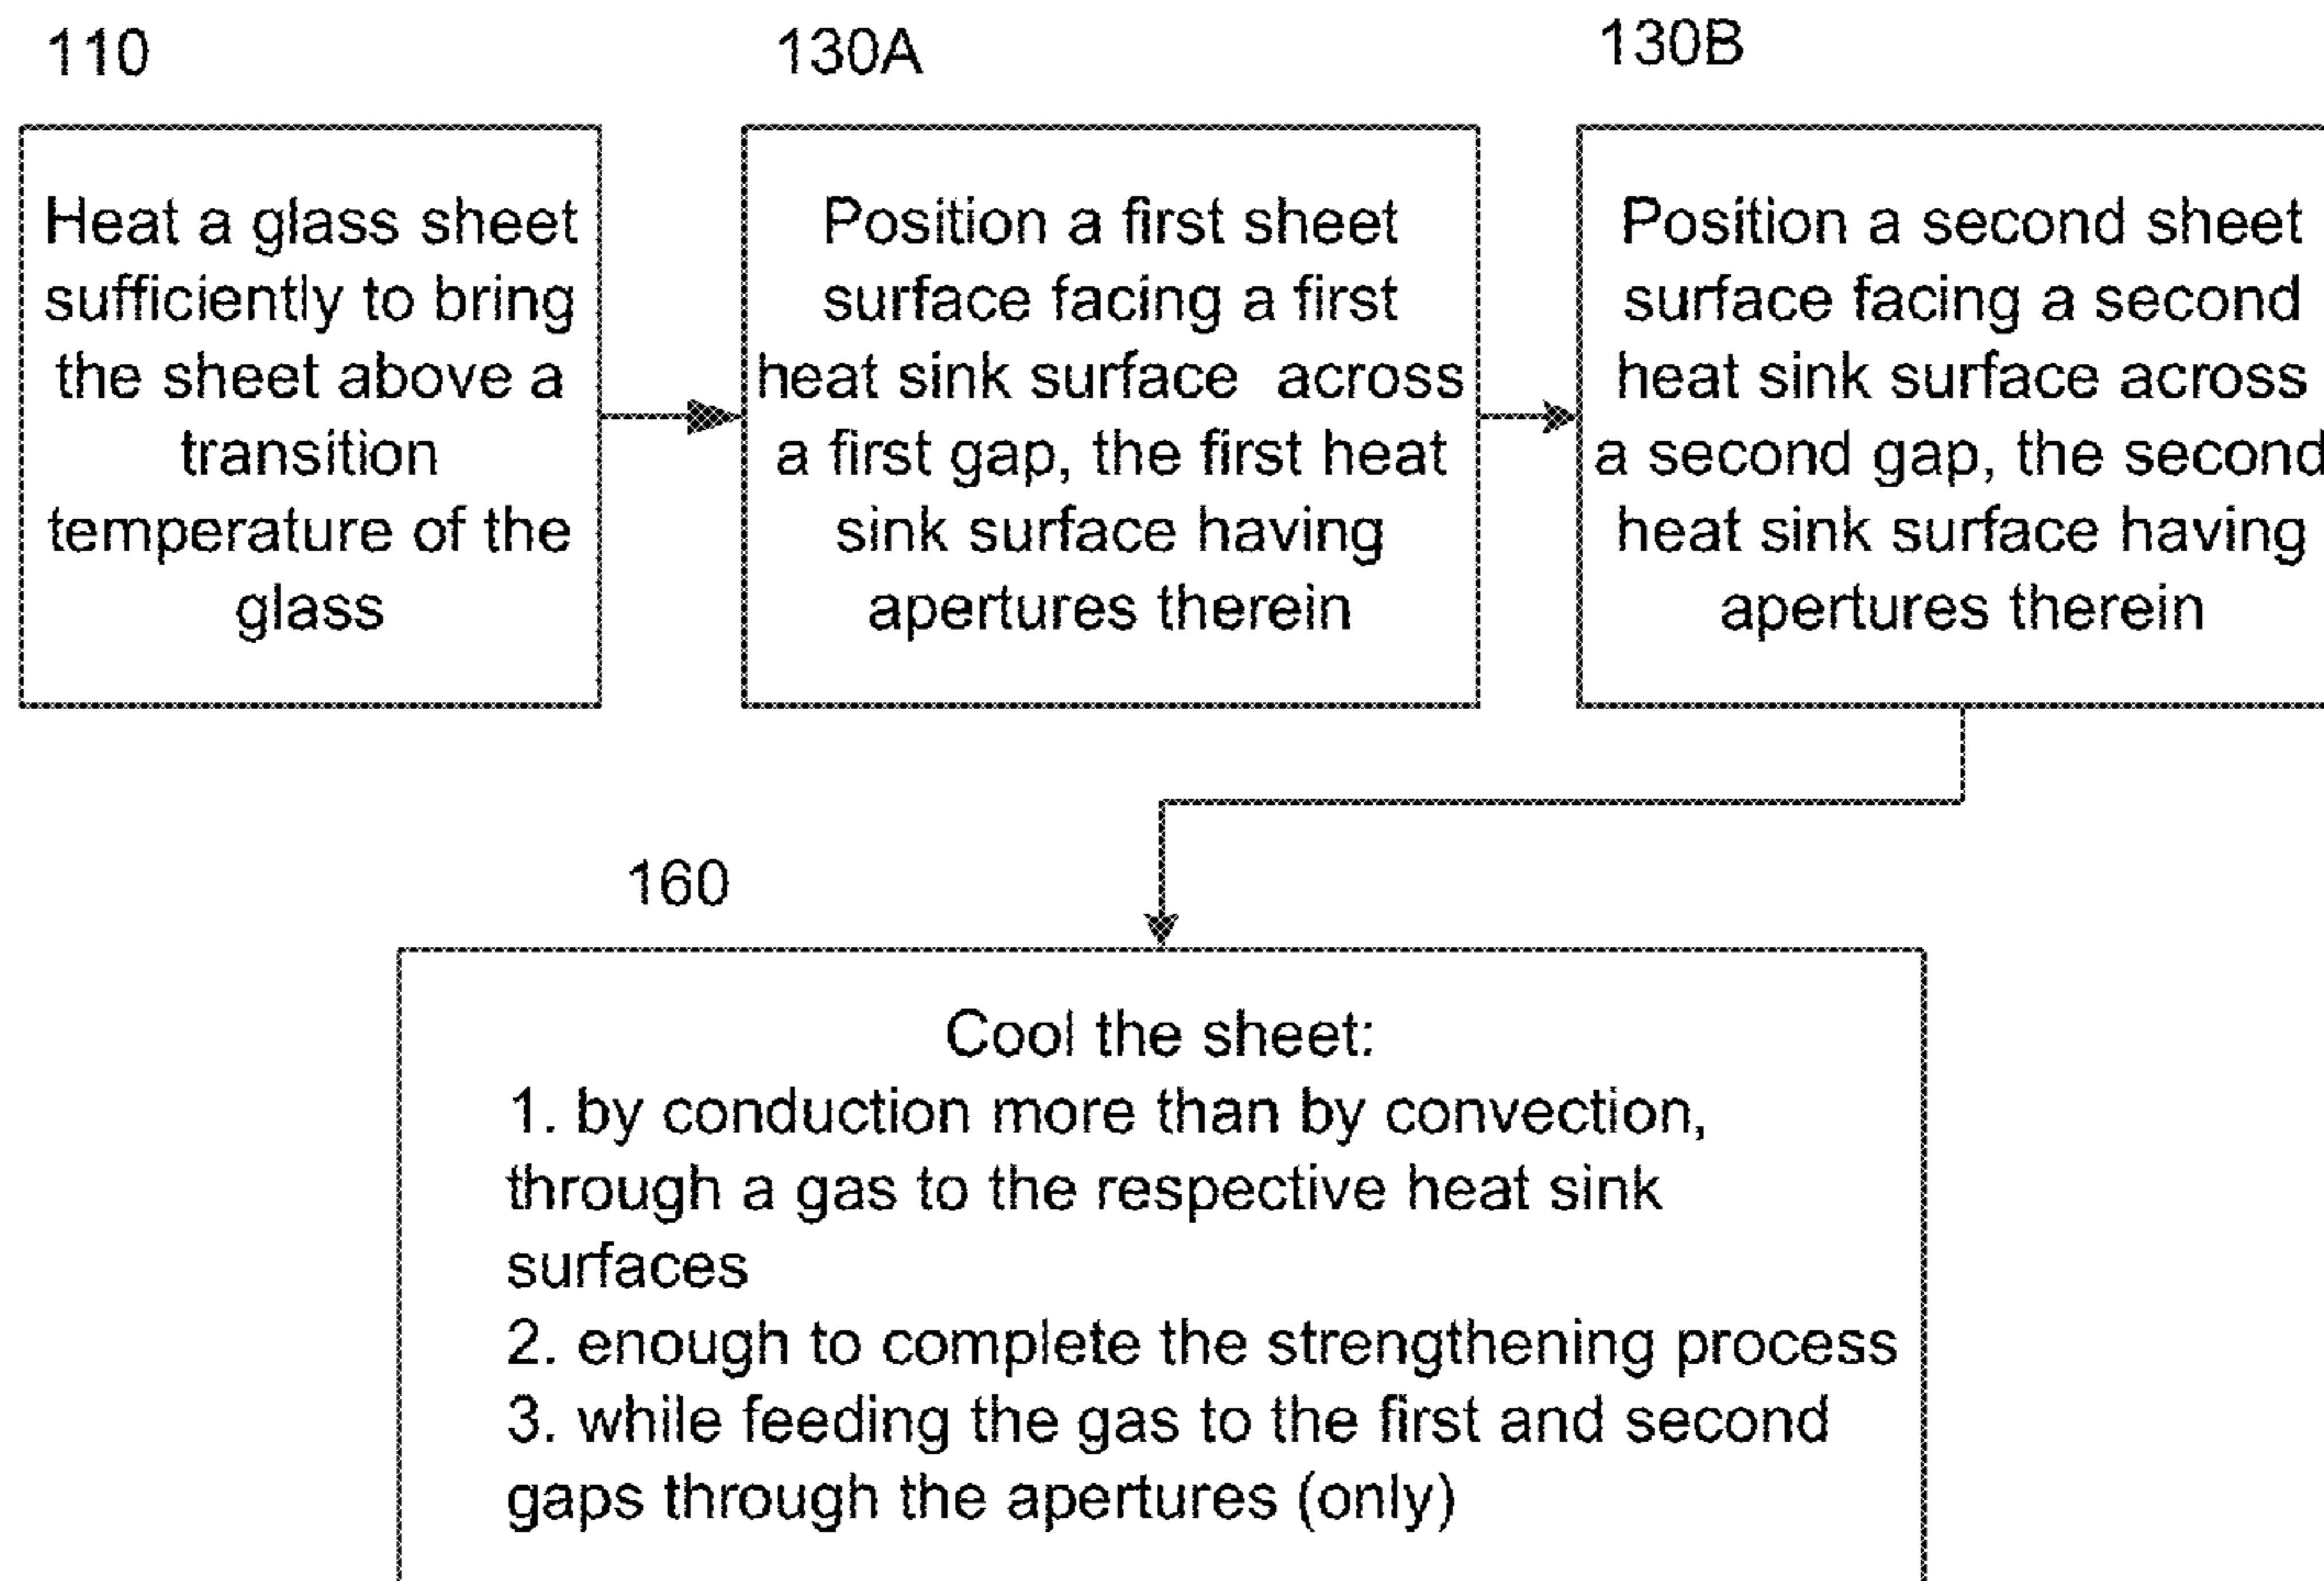 110
Heat a glass sheet
sufficiently to bring
the sheet above a
transition
temperature of the
glass
130A
Position a first sheet
surface facing a first
heat sink surface across
a first gap, the first heat
sink surface having
apertures therein
130B
Position a second sheet
surface facing a second
heat sink surface across
a second gap, the second
heat sink surface having
apertures therein
160
Cool the sheet:
1. by conduction more than by convection,
through a gas to the respective heat sink
surfaces
2. enough to complete the strengthening process
3. while feeding the gas to the first and second
gaps through the apertures (only)